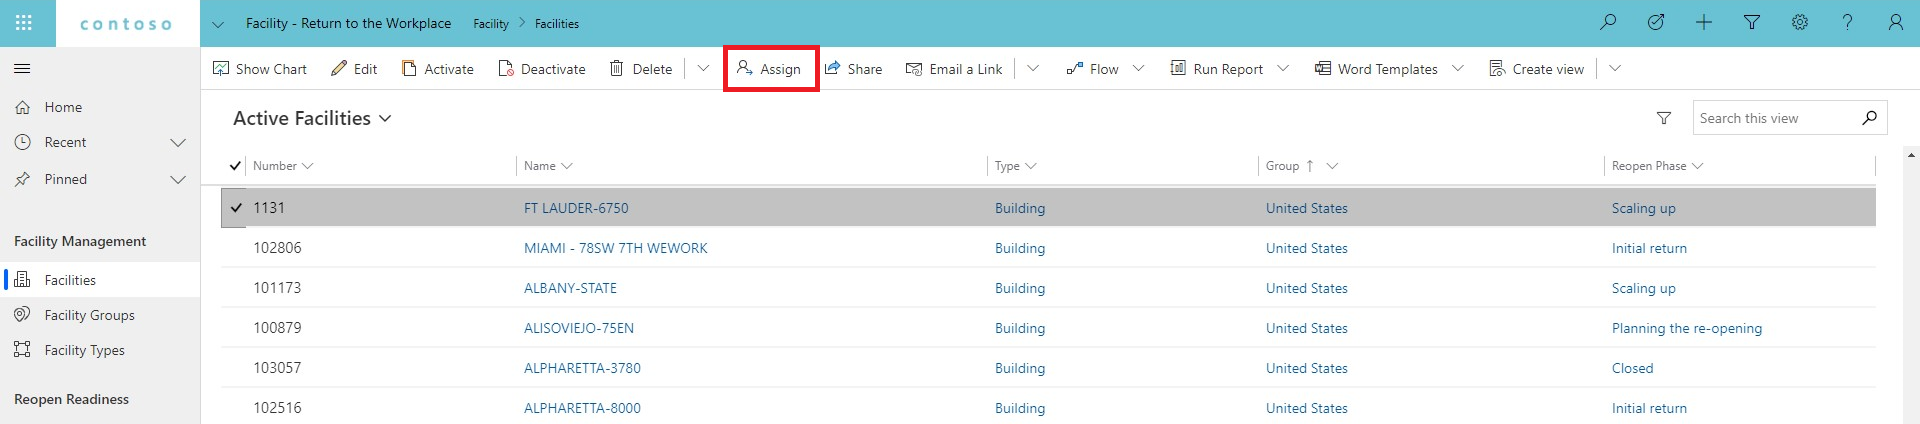 contoso Facility - Return to the Workplace Facility > Facilities
Show Chart Edit Activate Deactivate Delete Assign Share Email a Link Flow Run Report Word Templates Create view
Home
Recent
Pinned
Facility Management
Facilities
Facility Groups
Facility Types
Reopen Readiness
Active Facilities Search this view
Number Name Type Group ↑ Reopen Phase
1131 FT LAUDER-6750 Building United States Scaling up
102806 MIAMI - 78SW 7TH WEWORK Building United States Initial return
101173 ALBANY-STATE Building United States Scaling up
100879 ALISOVIEJO-75EN Building United States Planning the re-opening
103057 ALPHARETTA-3780 Building United States Closed
102516 ALPHARETTA-8000 Building United States Initial return